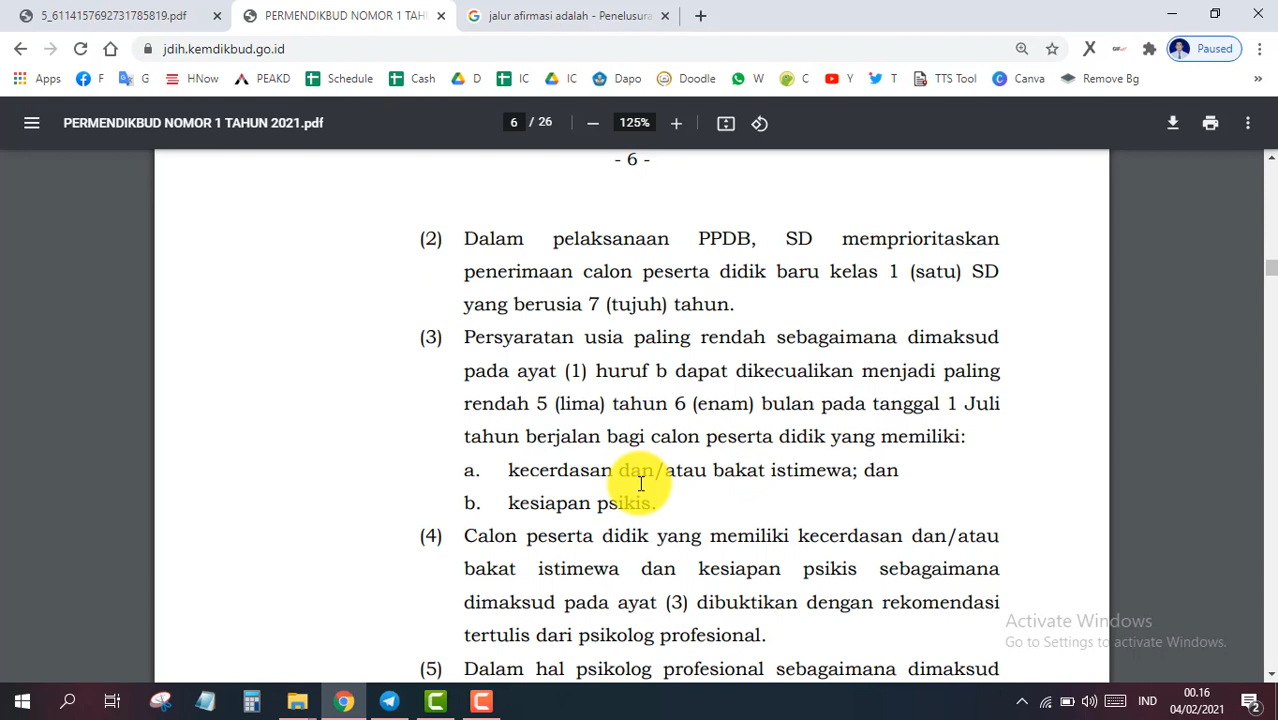 5_6114157692731785819.pdf
PERMENDIKBUD NOMOR 1 TAHU
jalur afirmasi adalah - Penelusura
jdih.kemdikbud.go.id
Paused
Apps F G HNow PEAKD Schedule Cash D IC IC Dapo Doodle W C Y T TTS Tool Canva Remove Bg »
PERMENDIKBUD NOMOR 1 TAHUN 2021.pdf 6 / 26 125%
- 6 -
(2) Dalam pelaksanaan PPDB, SD memprioritaskan
penerimaan calon peserta didik baru kelas 1 (satu) SD
yang berusia 7 (tujuh) tahun.
(3) Persyaratan usia paling rendah sebagaimana dimaksud
pada ayat (1) huruf b dapat dikecualikan menjadi paling
rendah 5 (lima) tahun 6 (enam) bulan pada tanggal 1 Juli
tahun berjalan bagi calon peserta didik yang memiliki:
a. kecerdasan dan/atau bakat istimewa; dan
b. kesiapan psikis.
(4) Calon peserta didik yang memiliki kecerdasan dan/atau
bakat istimewa dan kesiapan psikis sebagaimana
dimaksud pada ayat (3) dibuktikan dengan rekomendasi
tertulis dari psikolog profesional.
(5) Dalam hal psikolog profesional sebagaimana dimaksud
Activate Windows
Go to Settings to activate Windows.
IND
00.16
04/02/2021
2